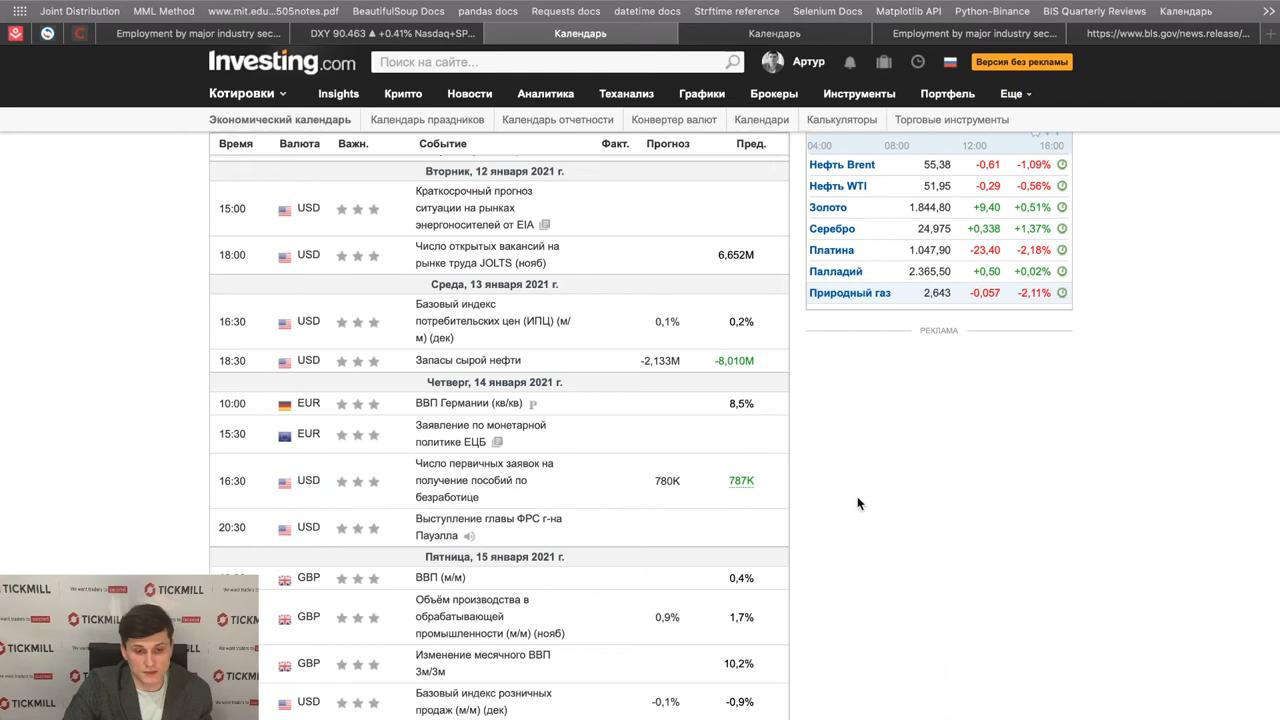 Joint Distribution MML Method www.mit.edu...505notes.pdf BeautifulSoup Docs pandas docs Requests docs datetime docs Strftime reference Selenium Docs Matplotlib API Python-Binance BIS Quarterly Reviews Календарь
Employment by major industry sec... DXY 90.463 ▲ +0.41% Nasdaq+SP... Календарь Календарь Employment by major industry sec... https://www.bls.gov/news.release/...
Investing.com Поиск на сайте... Артур Версия без рекламы
Котировки Insights Крипто Новости Аналитика Теханализ Графики Брокеры Инструменты Портфель Еще
Экономический календарь Календарь праздников Календарь отчетности Конвертер валют Календари Калькуляторы Торговые инструменты
Время Валюта Важн. Событие Факт. Прогноз Пред.
Вторник, 12 января 2021 г.
15:00 USD Краткосрочный прогноз
ситуации на рынках
энергоносителей от EIA
18:00 USD Число открытых вакансий на
рынке труда JOLTS (нояб) 6,652M
Среда, 13 января 2021 г.
16:30 USD Базовый индекс
потребительских цен (ИПЦ) (м/
м) (дек) 0,1% 0,2%
18:30 USD Запасы сырой нефти -2,133M -8,010M
Четверг, 14 января 2021 г.
10:00 EUR ВВП Германии (кв/кв) P 8,5%
15:30 EUR Заявление по монетарной
политике ЕЦБ
16:30 USD Число первичных заявок на
получение пособий по
безработице 780K 787K
20:30 USD Выступление главы ФРС г-на
Пауэлла
Пятница, 15 января 2021 г.
GBP ВВП (м/м) 0,4%
GBP Объём производства в
обрабатывающей
промышленности (м/м) (нояб) 0,9% 1,7%
GBP Изменение месячного ВВП
3м/3м 10,2%
USD Базовый индекс розничных
продаж (м/м) (дек) -0,1% -0,9%
04:00 08:00 12:00 16:00
Нефть Brent 55,38 -0,61 -1,09%
Нефть WTI 51,95 -0,29 -0,56%
Золото 1.844,80 +9,40 +0,51%
Серебро 24,975 +0,338 +1,37%
Платина 1.047,90 -23,40 -2,18%
Палладий 2.365,50 +0,50 +0,02%
Природный газ 2,643 -0,057 -2,11%
РЕКЛАМА
TICKMILL TICKMILL
TICKMILL TICKMILL
TICKMILL TICKMILL
TICKMILL
TICKMILL